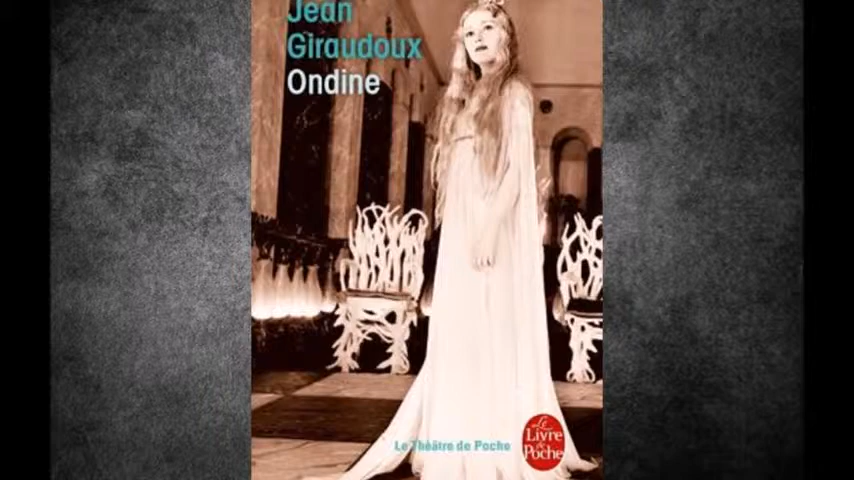 Jean
Giraudoux
Ondine
Le Théâtre de Poche
Le
Livre
de
Poche